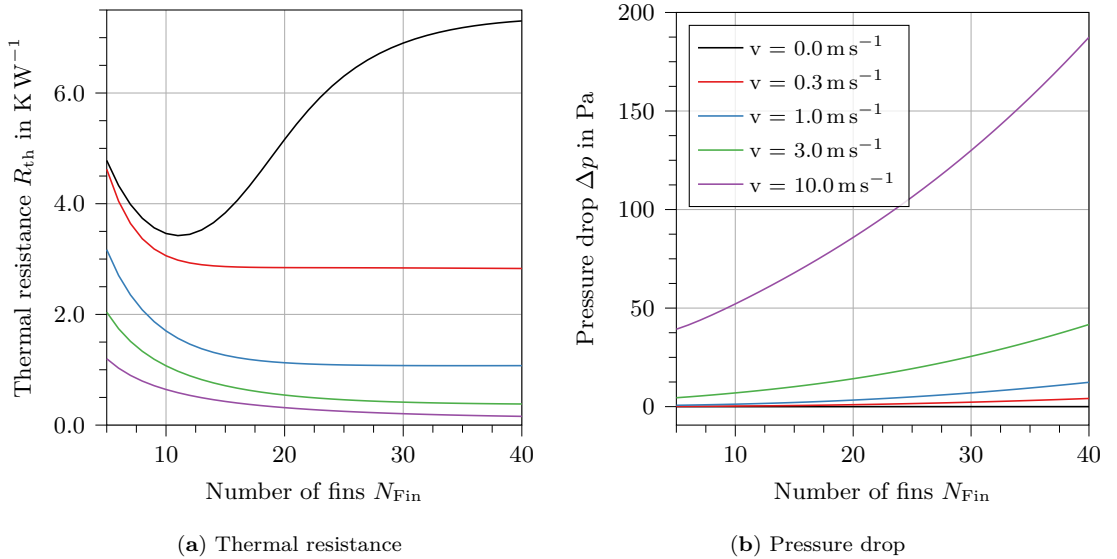 Thermal resistance R_th in K W⁻¹
6.0
4.0
2.0
0.0
10
20
30
40
Number of fins N_Fin
(a) Thermal resistance
Pressure drop Δp in Pa
200
150
100
50
0
v = 0.0 m s⁻¹
v = 0.3 m s⁻¹
v = 1.0 m s⁻¹
v = 3.0 m s⁻¹
v = 10.0 m s⁻¹
10
20
30
40
Number of fins N_Fin
(b) Pressure drop